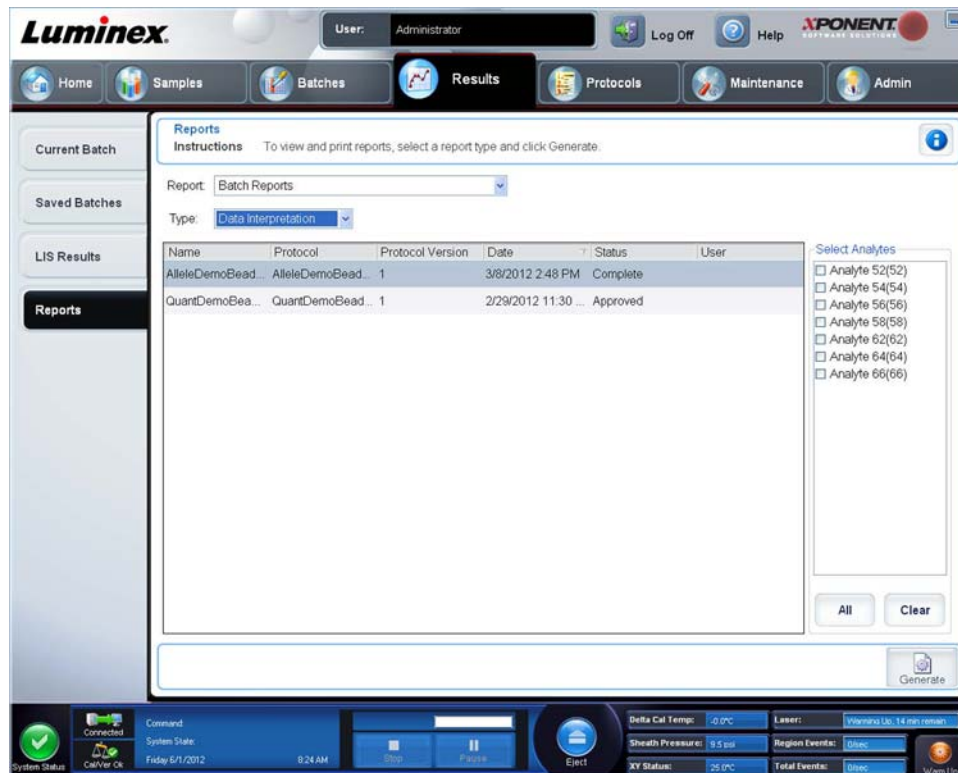 Luminex.
User: Administrator
Log Off
Help
XPONENT
SOFTWARE SOLUTIONS
Home
Samples
Batches
Results
Protocols
Maintenance
Admin
Current Batch
Saved Batches
LIS Results
Reports
Reports
Instructions To view and print reports, select a report type and click Generate.
Report: Batch Reports
Type: Data Interpretation
Name Protocol Protocol Version Date Status User
AlleleDemoBead... AlleleDemoBead... 1 3/8/2012 2:48 PM Complete
QuantDemoBea... QuantDemoBead... 1 2/29/2012 11:30 ... Approved
Select Analytes
Analyte 52(52)
Analyte 54(54)
Analyte 56(56)
Analyte 58(58)
Analyte 62(62)
Analyte 64(64)
Analyte 66(66)
All
Clear
Generate
System Status
Connected
Cal/Ver Ok
Command:
System State:
Friday 6/1/2012 8:24 AM
Stop
Pause
Eject
Delta Cal Temp: -0.0°C
Sheath Pressure: 9.5 psi
XY Status: 25.0°C
Laser: Warming Up, 14 min remain
Region Events: 0/sec
Total Events: 0/sec
Warm Up